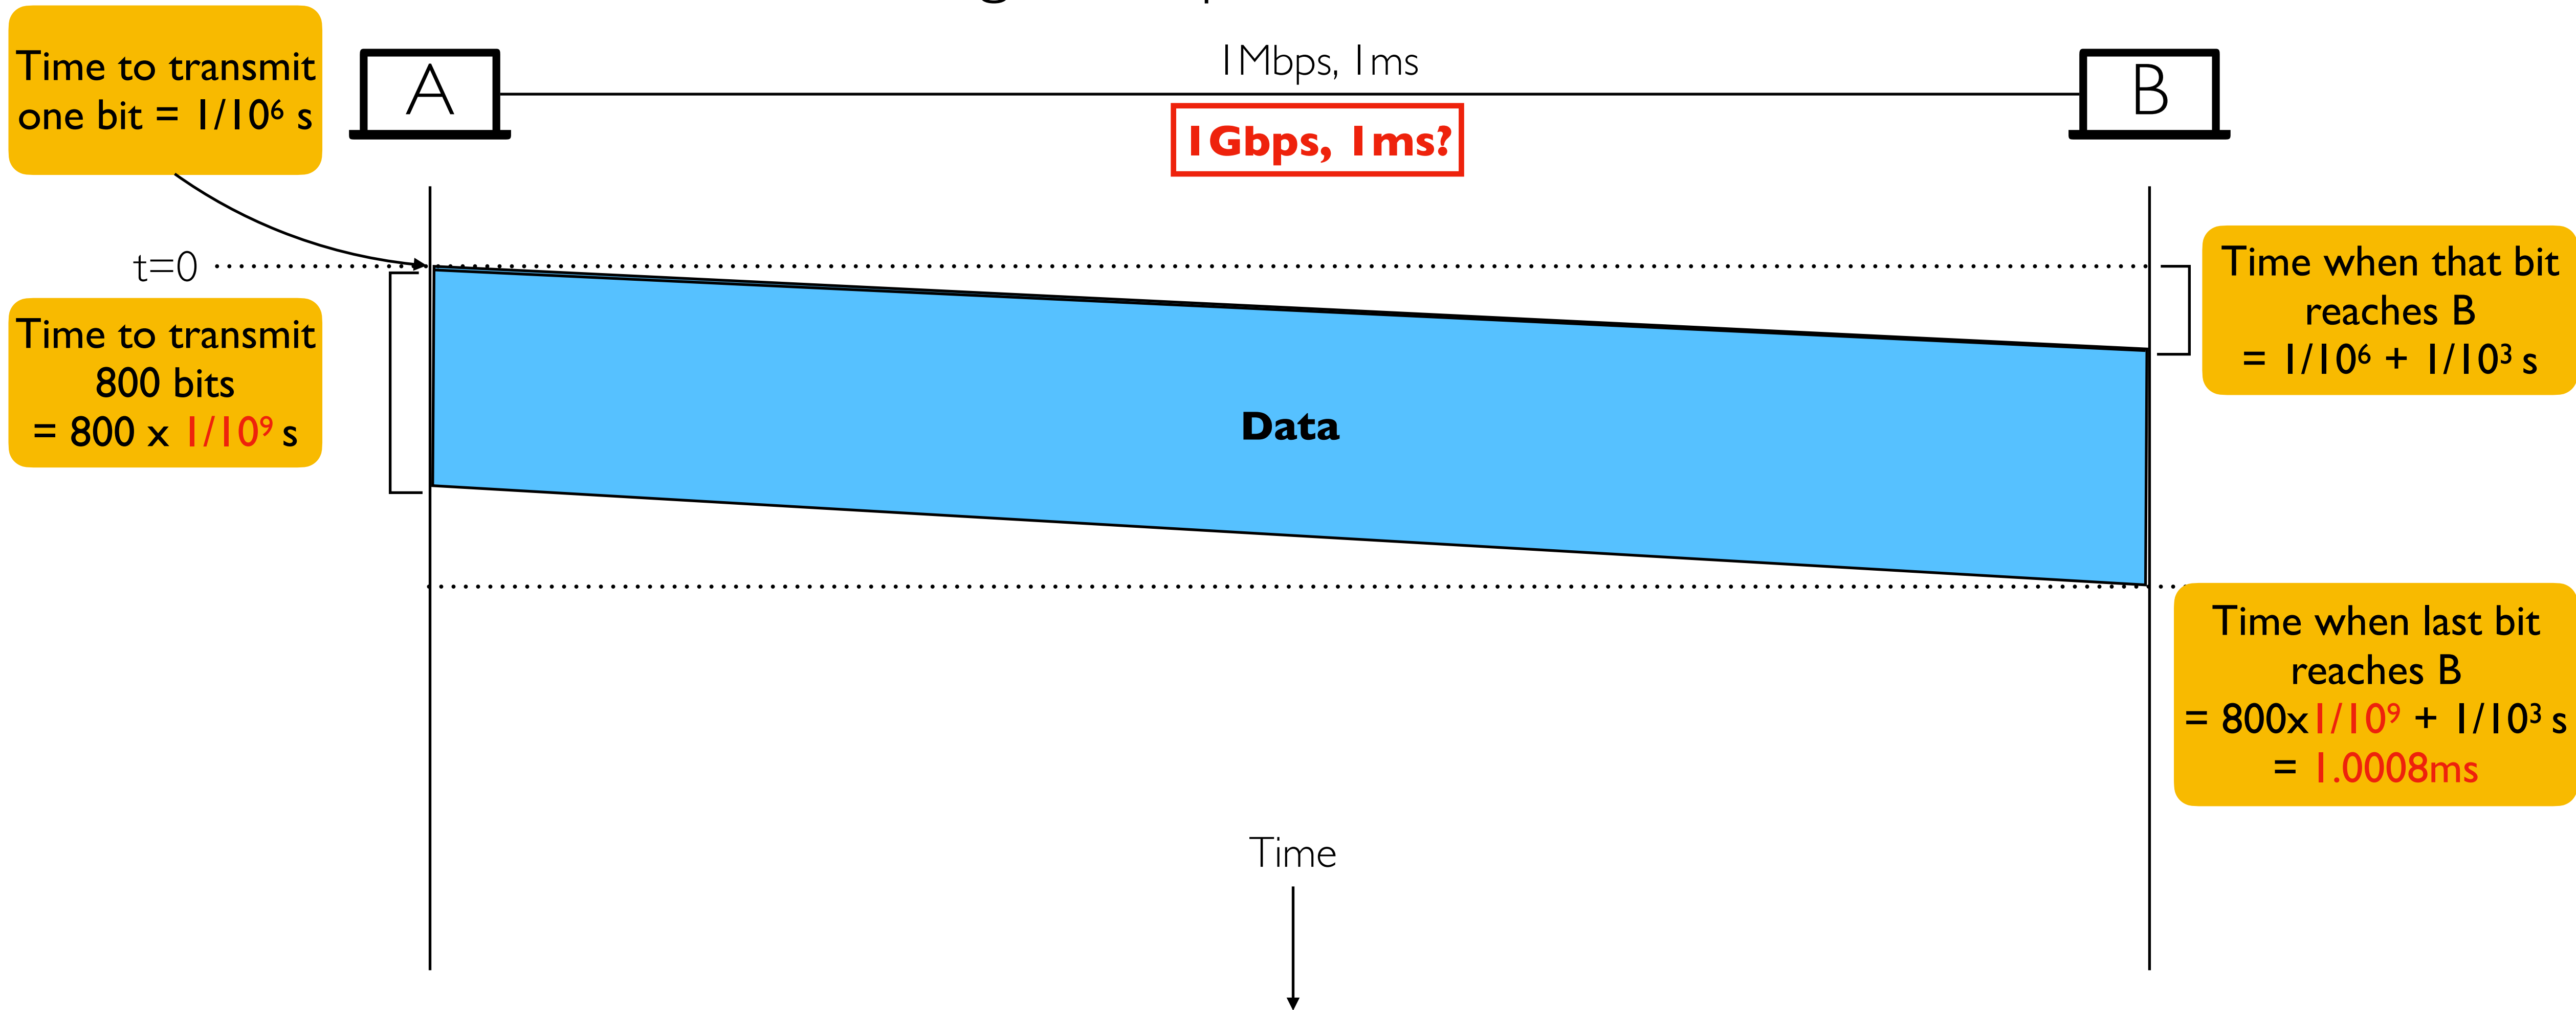 Time to transmit
one bit = 1/10⁶ s
A
1Mbps, 1ms
1Gbps, 1ms?
B
t=0
Time to transmit
800 bits
= 800 x 1/10⁹ s
Data
Time when that bit
reaches B
= 1/10⁶ + 1/10³ s
Time when last bit
reaches B
= 800x1/10⁹ + 1/10³ s
= 1.0008ms
Time